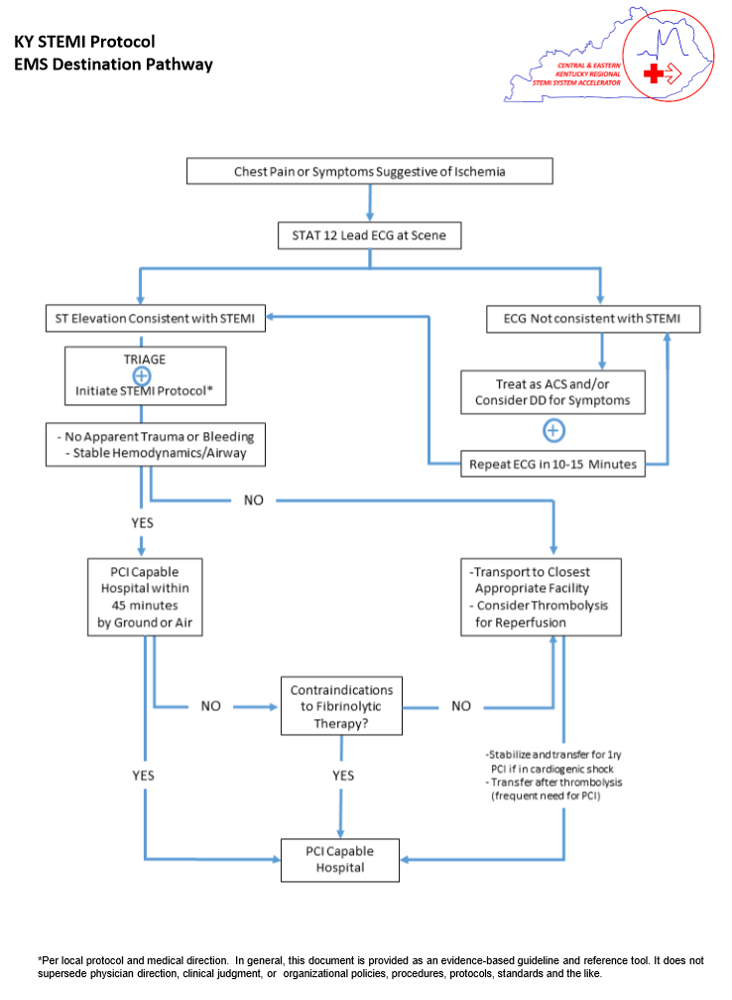 KY STEMI Protocol
EMS Destination Pathway
CENTRAL & EASTERN
KENTUCKY REGIONAL
STEMI SYSTEM ACCELERATOR
Chest Pain or Symptoms Suggestive of Ischemia
STAT 12 Lead ECG at Scene
ST Elevation Consistent with STEMI
ECG Not consistent with STEMI
TRIAGE
Initiate STEMI Protocol*
Treat as ACS and/or
Consider DD for Symptoms
- No Apparent Trauma or Bleeding
- Stable Hemodynamics/Airway
Repeat ECG in 10-15 Minutes
NO
YES
PCI Capable
Hospital within
45 minutes
by Ground or Air
-Transport to Closest
Appropriate Facility
- Consider Thrombolysis
for Reperfusion
Contraindications
to Fibrinolytic
Therapy?
NO
NO
YES
YES
-Stabilize and transfer for 1ry
PCI if in cardiogenic shock
- Transfer after thrombolysis
(frequent need for PCI)
PCI Capable
Hospital
*Per local protocol and medical direction.  In general, this document is provided as an evidence-based guideline and reference tool. It does not
supersede physician direction, clinical judgment, or  organizational policies, procedures, protocols, standards and the like.